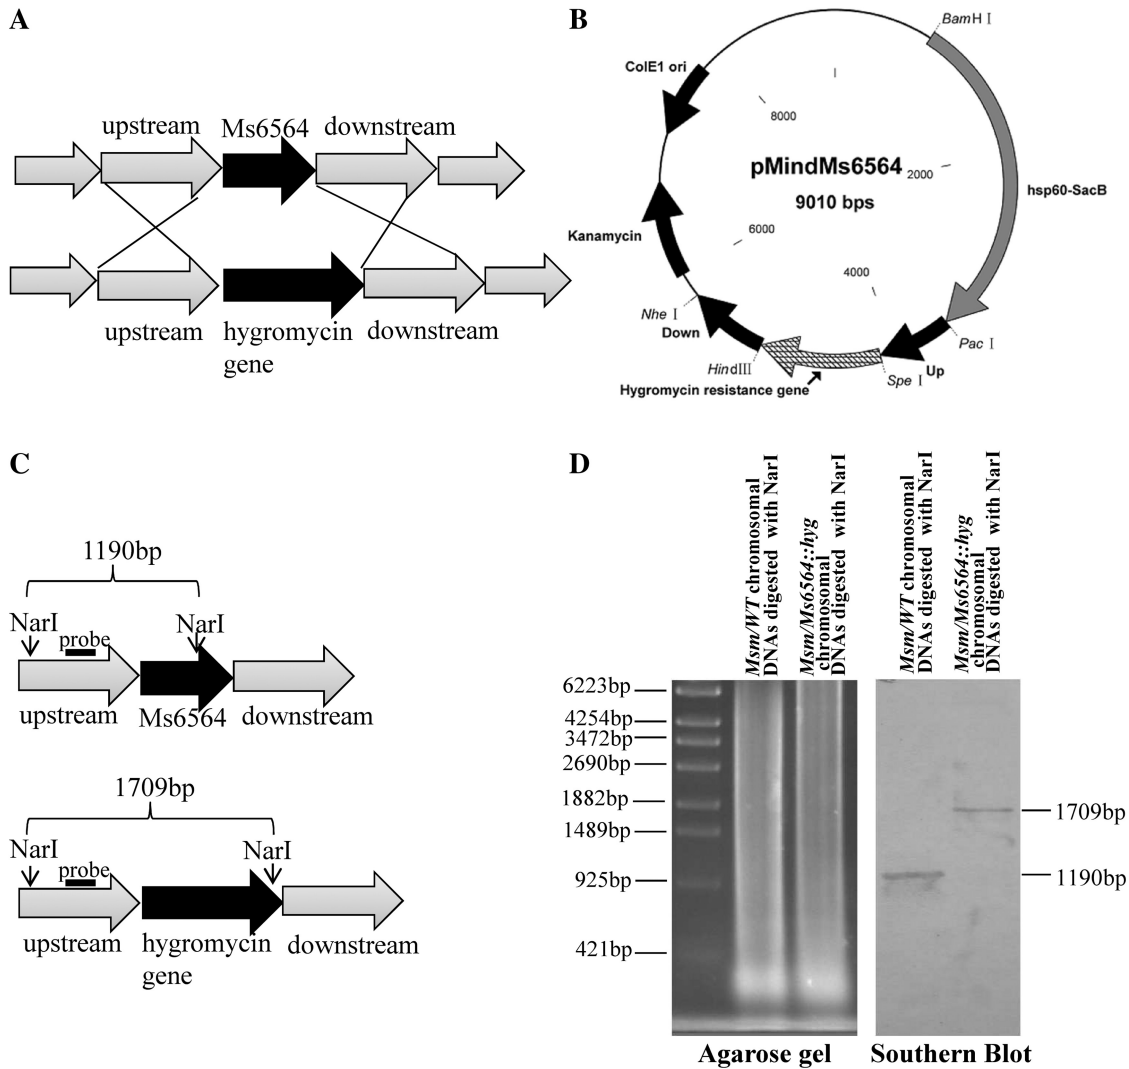 A
upstream Ms6564 downstream
upstream hygromycin downstream
gene
B
BamH I
ColE1 ori
8000
pMindMs6564
2000
9010 bps
hsp60-SacB
Kanamycin
6000
4000
Nhe I
Down
Pac I
HindIII
Spe I
Up
Hygromycin resistance gene
C
1190bp
NarI NarI
probe
upstream Ms6564 downstream
1709bp
NarI NarI
probe
upstream hygromycin downstream
gene
D
Msm/WT chromosomal
DNAs digested with NarI
Msm/Ms6564::hyg
chromosomal
DNAs digested with NarI
Msm/WT chromosomal
DNAs digested with NarI
Msm/Ms6564::hyg
chromosomal
DNAs digested with NarI
6223bp
4254bp
3472bp
2690bp
1882bp
1489bp
925bp
421bp
1709bp
1190bp
Agarose gel
Southern Blot